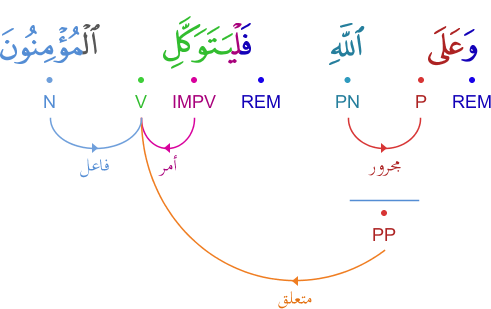 وَعَلَى ٱللَّهِ فَلْيَتَوَكَّلِ ٱلْمُؤْمِنُونَ
REM P PN REM IMPV V N
مجرور أمر فاعل
PP
متعلق